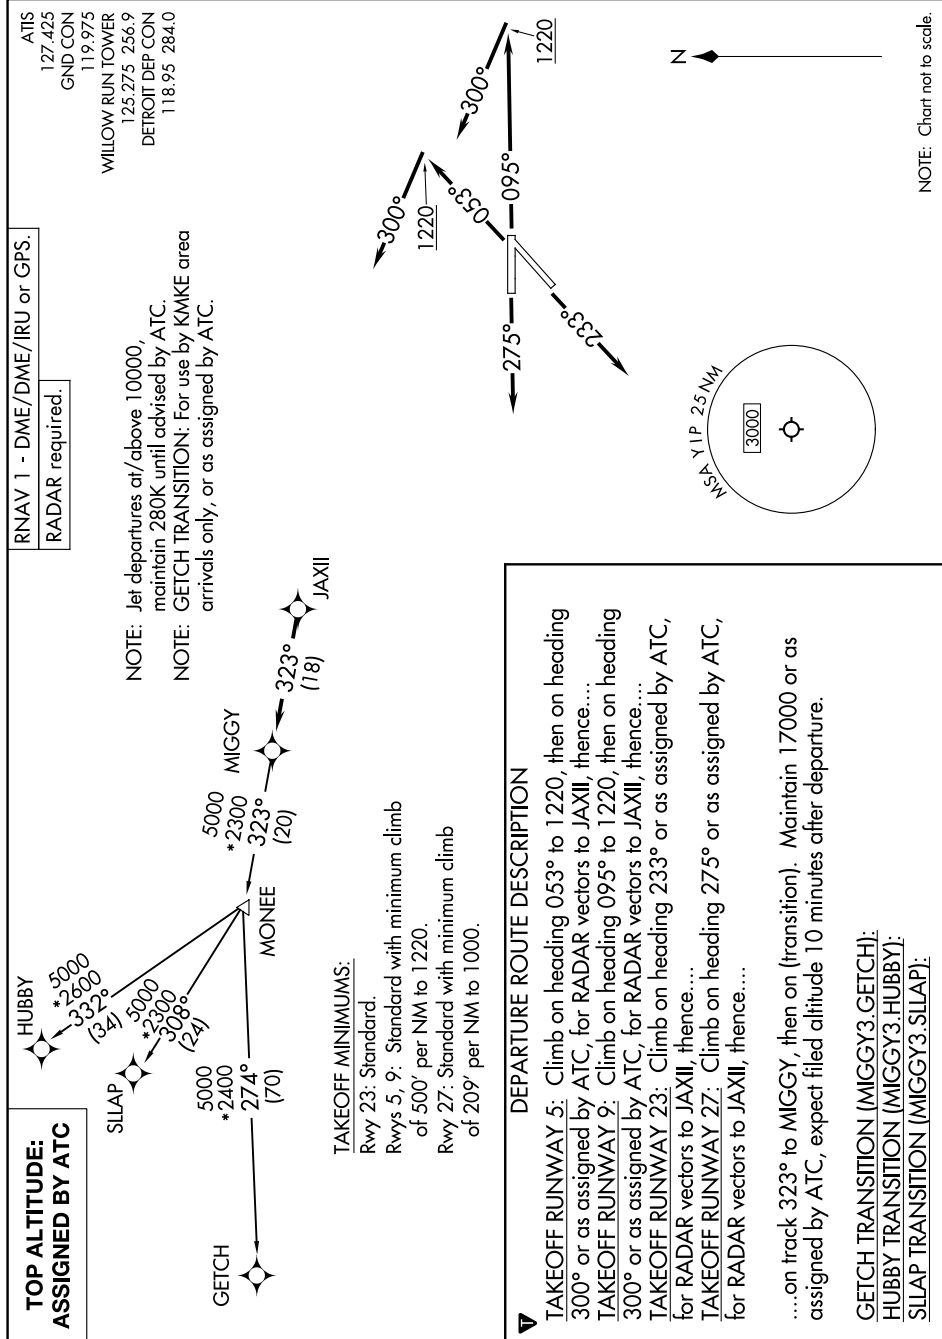 TOP ALTITUDE:
ASSIGNED BY ATC
RNAV 1 - DME/DME/IRU or GPS.
RADAR required.
ATIS
127.425
GND CON
119.975
WILLOW RUN TOWER
125.275 256.9
DETROIT DEP CON
118.95 284.0
NOTE: Jet departures at/above 10000,
maintain 280K until advised by ATC.
NOTE: GETCH TRANSITION: For use by KMKE area
arrivals only, or as assigned by ATC.
HUBBY
5000
*2600
332°
(34)
SLLAP
5000
*2300
308°
(24)
5000
*2400
274°
(70)
GETCH
MONEE
5000
*2300
323°
(20)
MIGGY
323°
(18)
JAXII
TAKEOFF MINIMUMS:
Rwy 23: Standard.
Rwys 5, 9: Standard with minimum climb
of 500' per NM to 1220.
Rwy 27: Standard with minimum climb
of 209' per NM to 1000.
300°
1220
053°
300°
1220
095°
275°
233°
N
MSA YIP 25 NM
3000
NOTE: Chart not to scale.
T
DEPARTURE ROUTE DESCRIPTION
TAKEOFF RUNWAY 5: Climb on heading 053° to 1220, then on heading
300° or as assigned by ATC, for RADAR vectors to JAXII, thence....
TAKEOFF RUNWAY 9: Climb on heading 095° to 1220, then on heading
300° or as assigned by ATC, for RADAR vectors to JAXII, thence....
TAKEOFF RUNWAY 23: Climb on heading 233° or as assigned by ATC,
for RADAR vectors to JAXII, thence....
TAKEOFF RUNWAY 27: Climb on heading 275° or as assigned by ATC,
for RADAR vectors to JAXII, thence....
....on track 323° to MIGGY, then on (transition). Maintain 17000 or as
assigned by ATC, expect filed altitude 10 minutes after departure.
GETCH TRANSITION (MIGGY3.GETCH):
HUBBY TRANSITION (MIGGY3.HUBBY):
SLLAP TRANSITION (MIGGY3.SLLAP):